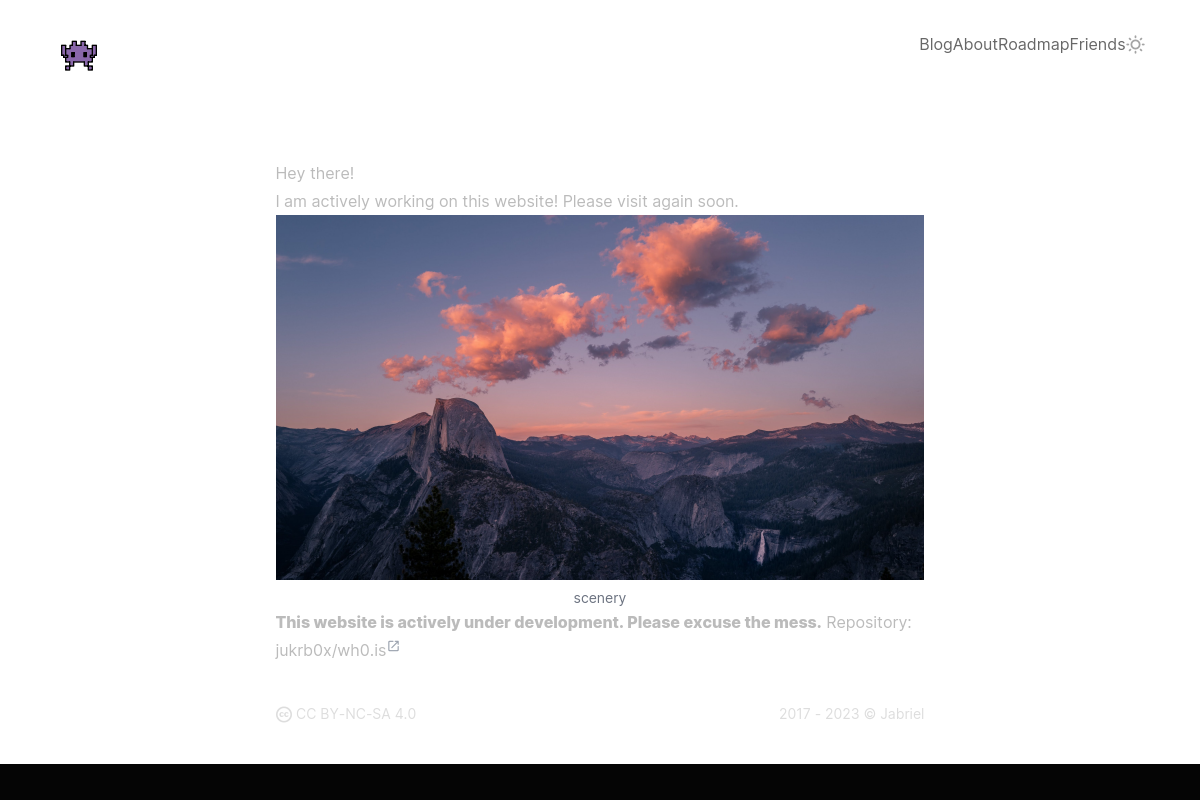 BlogAboutRoadmapFriends
Hey there!
I am actively working on this website! Please visit again soon.
scenery
This website is actively under development. Please excuse the mess. Repository:
jukrb0x/wh0.is
CC BY-NC-SA 4.0
2017 - 2023 © Jabriel